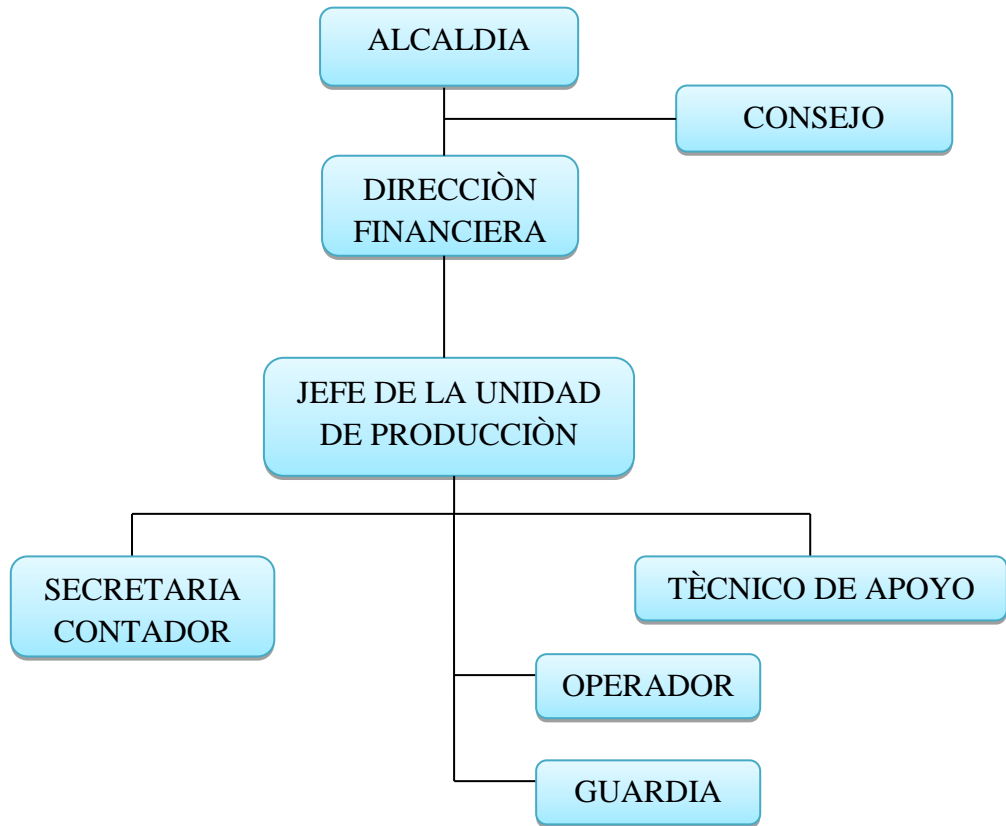 ALCALDIA
CONSEJO
DIRECCIÒN
FINANCIERA
JEFE DE LA UNIDAD
DE PRODUCCIÒN
SECRETARIA
CONTADOR
TÈCNICO DE APOYO
OPERADOR
GUARDIA